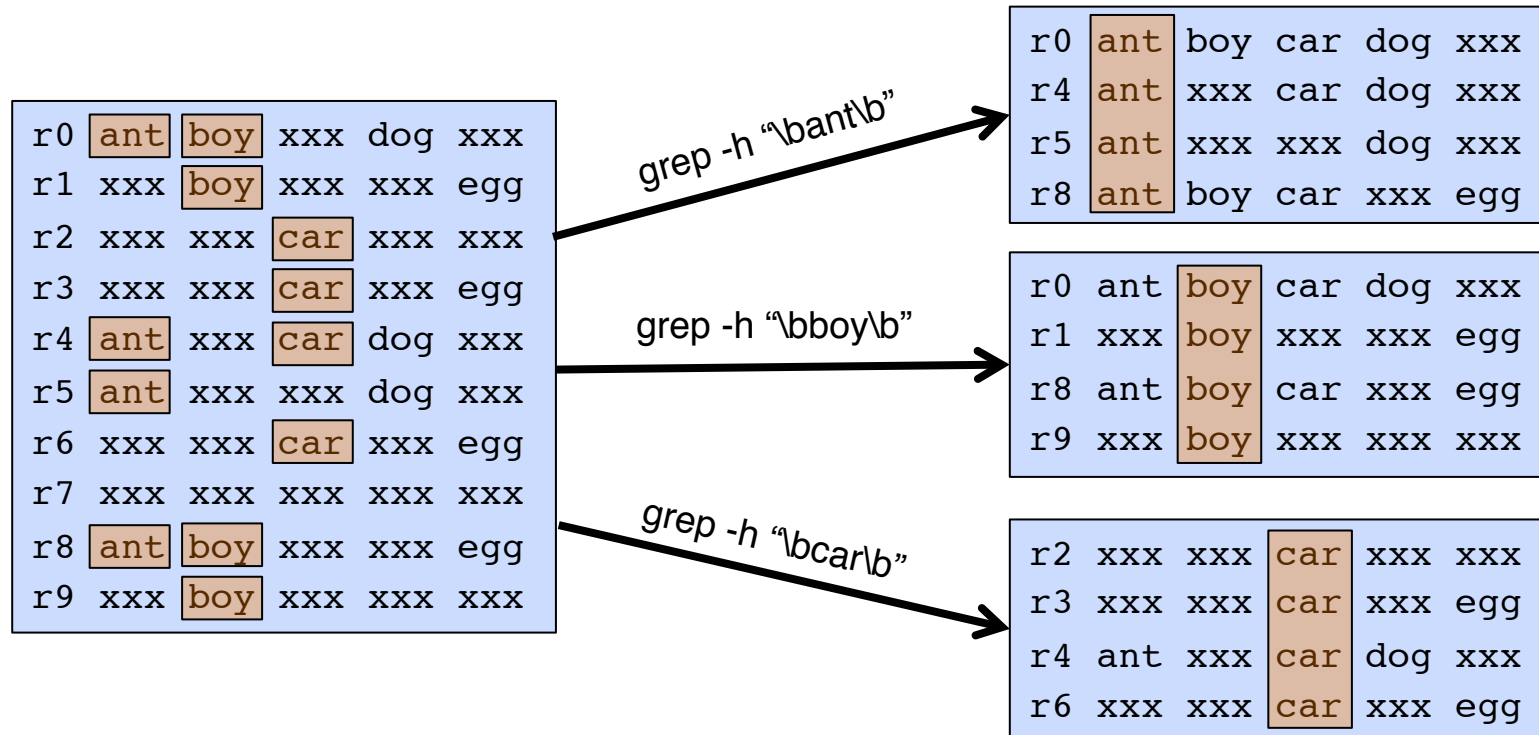 r0 ant boy xxx dog xxx
r1 xxx boy xxx xxx egg
r2 xxx xxx car xxx xxx
r3 xxx xxx car xxx egg
r4 ant xxx car dog xxx
r5 ant xxx xxx dog xxx
r6 xxx xxx car xxx egg
r7 xxx xxx xxx xxx xxx
r8 ant boy xxx xxx egg
r9 xxx boy xxx xxx xxx
grep -h “\bant\b”
grep -h “\bboy\b”
grep -h “\bcar\b”
r0 ant boy car dog xxx
r4 ant xxx car dog xxx
r5 ant xxx xxx dog xxx
r8 ant boy car xxx egg
r0 ant boy car dog xxx
r1 xxx boy xxx xxx egg
r8 ant boy car xxx egg
r9 xxx boy xxx xxx xxx
r2 xxx xxx car xxx xxx
r3 xxx xxx car xxx egg
r4 ant xxx car dog xxx
r6 xxx xxx car xxx egg